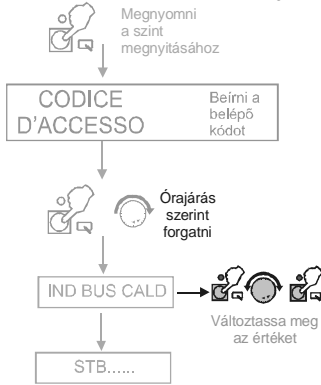 Megnyomni
a szint
megnyitásához
CODICE
D'ACCESSO
Beírni a
belépő
kódot
Órajárás
szerint
forgatni
IND BUS CALD
Változtassa meg
az értéket
STB......